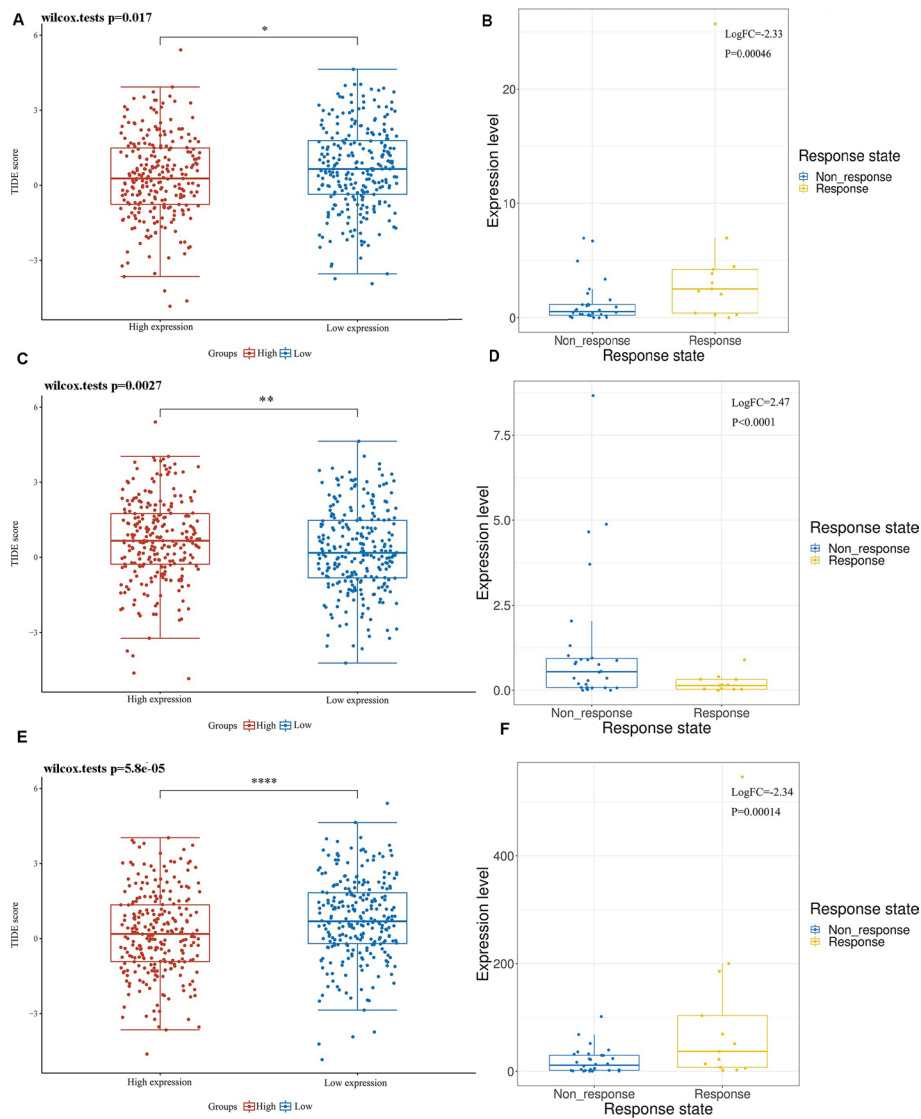 A
wilcox.tests p=0.017
*
6
3
0
−3
TIDE score
High expression
Low expression
Groups High Low
B
LogFC=-2.33
P=0.00046
20
10
0
Expression level
Non_response
Response
Response state
Response state
Non_response
Response
C
wilcox.tests p=0.0027
**
6
3
0
−3
TIDE score
High expression
Low expression
Groups High Low
D
LogFC=2.47
P<0.0001
7.5
5.0
2.5
0.0
Expression level
Non_response
Response
Response state
Response state
Non_response
Response
E
wilcox.tests p=5.8e-05
****
6
3
0
−3
TIDE score
High expression
Low expression
Groups High Low
F
LogFC=-2.34
P=0.00014
400
200
0
Expression level
Non_response
Response
Response state
Response state
Non_response
Response